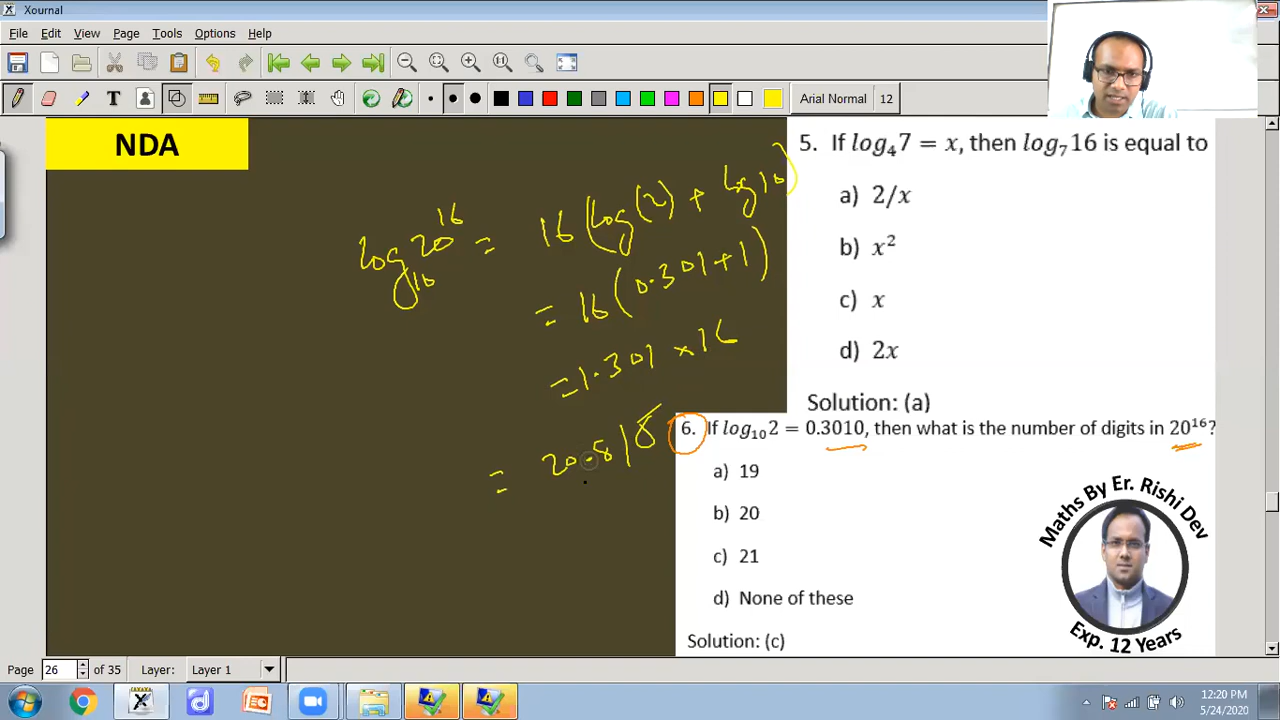 Xournal
File Edit View Page Tools Options Help
Arial Normal 12
NDA
log₁₀ 20¹⁶ = 16 (log(2) + log 10)
= 16 (0.301 + 1)
= 1.301 × 16
= 20.816
5. If log₄7 = x, then log₇16 is equal to
a) 2/x
b) x²
c) x
d) 2x
Solution: (a)
6. If log₁₀2 = 0.3010, then what is the number of digits in 20¹⁶?
a) 19
b) 20
c) 21
d) None of these
Solution: (c)
Maths By Er. Rishi Dev
Exp. 12 Years
Page 26 of 35 Layer: Layer 1
12:20 PM
5/24/2020